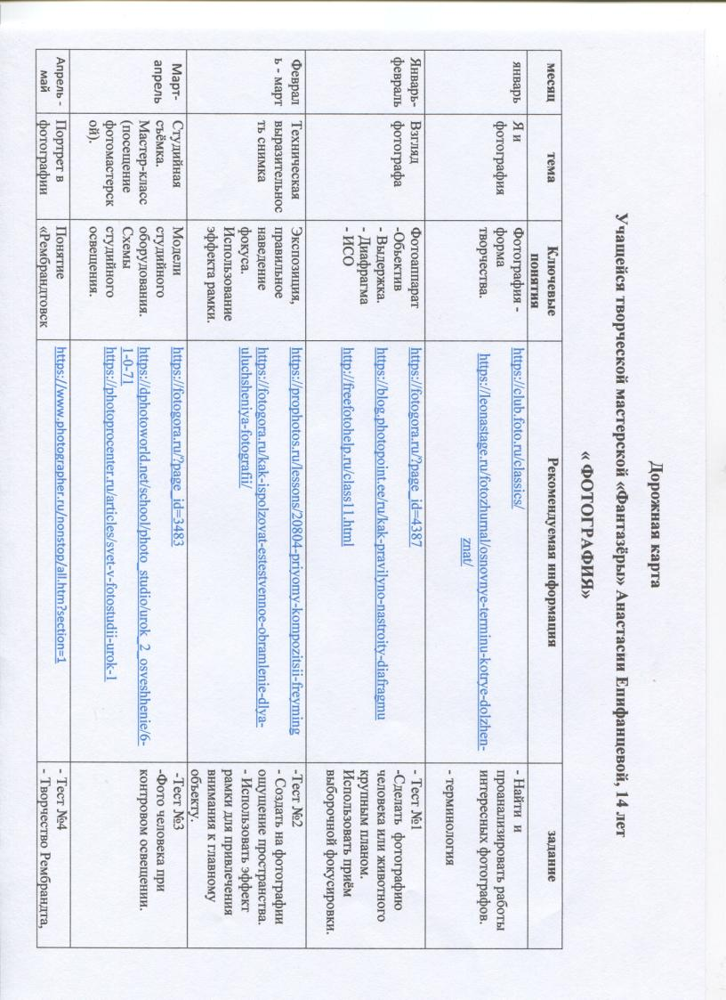 Дорожная карта
Учащейся творческой мастерской «Фантазёры» Анастасии Епифанцевой, 14 лет
« ФОТОГРАФИЯ»
месяц
тема
Ключевые
понятия
Рекомендуемая информация
задание
январь
Я и
фотография
Фотография -
форма
творчества.
https://club.foto.ru/classics/
https://leonastage.ru/fotozhurnal/osnovnye-terminu-kotrye-dolzhen-
znat/
- Найти и
проанализировать работы
интересных фотографов.
- терминология
Январь-
февраль
Взгляд
фотографа
Фотоаппарат
-Объектив
- Выдержка.
- Диафрагма
- ИСО
https://fotogora.ru/?page_id=4387
https://blog.photopoint.ee/ru/kak-pravilyno-nastroity-diafragmu
http://freefotohelp.ru/class11.html
- Тест №1
-Сделать фотографию
человека или животного
крупным планом.
Использовать приём
выборочной фокусировки.
Феврал
ь - март
Техническая
выразительнос
ть снимка
Экспозиция,
правильное
наведение
фокуса.
Использование
эффекта рамки.
https://prophotos.ru/lessons/20804-priyomy-kompozitsii-freyming
https://fotogora.ru/kak-ispolzovat-estestvennoe-obramlenie-dlya-
uluchsheniya-fotografii/
-Тест №2
- Создать на фотографии
ощущение пространства.
- Использовать эффект
рамки для привлечения
внимания к главному
объекту.
Март-
апрель
Студийная
съёмка.
Мастер-класс
(посещение
фотомастерск
ой).
Модели
студийного
оборудования.
Схемы
студийного
освещения.
https://fotogora.ru/?page_id=3483
https://dphotoworld.net/school/photo_studio/urok_2_osveshhenie/6-
1-0-71
https://photoprocenter.ru/articles/svet-v-fotostudii-urok-1
-Тест №3
-Фото человека при
контровом освещении.
Апрель -
май
Портрет в
фотографии
Понятие
«Рембрандтовск
https://www.photographer.ru/nonstop/all.htm?section=1
- Тест №4
- Творчество Рембрандта,